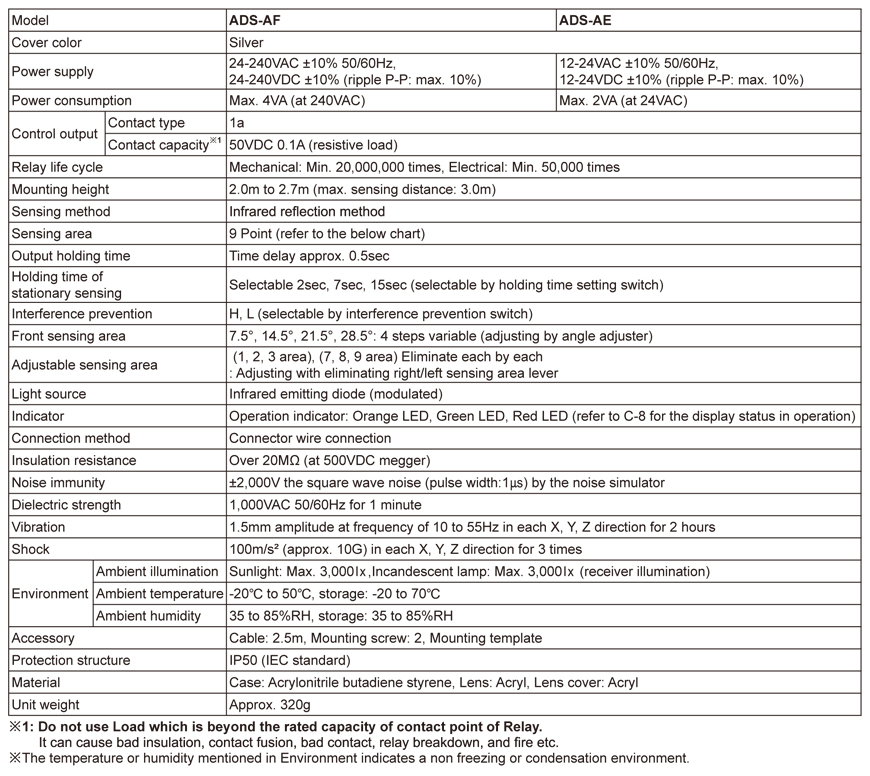 Model ADS-AF ADS-AE
Cover color Silver
Power supply 24-240VAC ±10% 50/60Hz, 12-24VAC ±10% 50/60Hz,
24-240VDC ±10% (ripple P-P: max. 10%) 12-24VDC ±10% (ripple P-P: max. 10%)
Power consumption Max. 4VA (at 240VAC) Max. 2VA (at 24VAC)
Control output Contact type 1a
Contact capacity※1 50VDC 0.1A (resistive load)
Relay life cycle Mechanical: Min. 20,000,000 times, Electrical: Min. 50,000 times
Mounting height 2.0m to 2.7m (max. sensing distance: 3.0m)
Sensing method Infrared reflection method
Sensing area 9 Point (refer to the below chart)
Output holding time Time delay approx. 0.5sec
Holding time of
stationary sensing Selectable 2sec, 7sec, 15sec (selectable by holding time setting switch)
Interference prevention H, L (selectable by interference prevention switch)
Front sensing area 7.5°, 14.5°, 21.5°, 28.5°: 4 steps variable (adjusting by angle adjuster)
Adjustable sensing area (1, 2, 3 area), (7, 8, 9 area) Eliminate each by each
: Adjusting with eliminating right/left sensing area lever
Light source Infrared emitting diode (modulated)
Indicator Operation indicator: Orange LED, Green LED, Red LED (refer to C-8 for the display status in operation)
Connection method Connector wire connection
Insulation resistance Over 20MΩ (at 500VDC megger)
Noise immunity ±2,000V the square wave noise (pulse width:1μs) by the noise simulator
Dielectric strength 1,000VAC 50/60Hz for 1 minute
Vibration 1.5mm amplitude at frequency of 10 to 55Hz in each X, Y, Z direction for 2 hours
Shock 100m/s² (approx. 10G) in each X, Y, Z direction for 3 times
Environment Ambient illumination Sunlight: Max. 3,000lx ,Incandescent lamp: Max. 3,000lx (receiver illumination)
Ambient temperature -20℃ to 50℃, storage: -20 to 70℃
Ambient humidity 35 to 85%RH, storage: 35 to 85%RH
Accessory Cable: 2.5m, Mounting screw: 2, Mounting template
Protection structure IP50 (IEC standard)
Material Case: Acrylonitrile butadiene styrene, Lens: Acryl, Lens cover: Acryl
Unit weight Approx. 320g
※1: Do not use Load which is beyond the rated capacity of contact point of Relay.
It can cause bad insulation, contact fusion, bad contact, relay breakdown, and fire etc.
※The temperature or humidity mentioned in Environment indicates a non freezing or condensation environment.